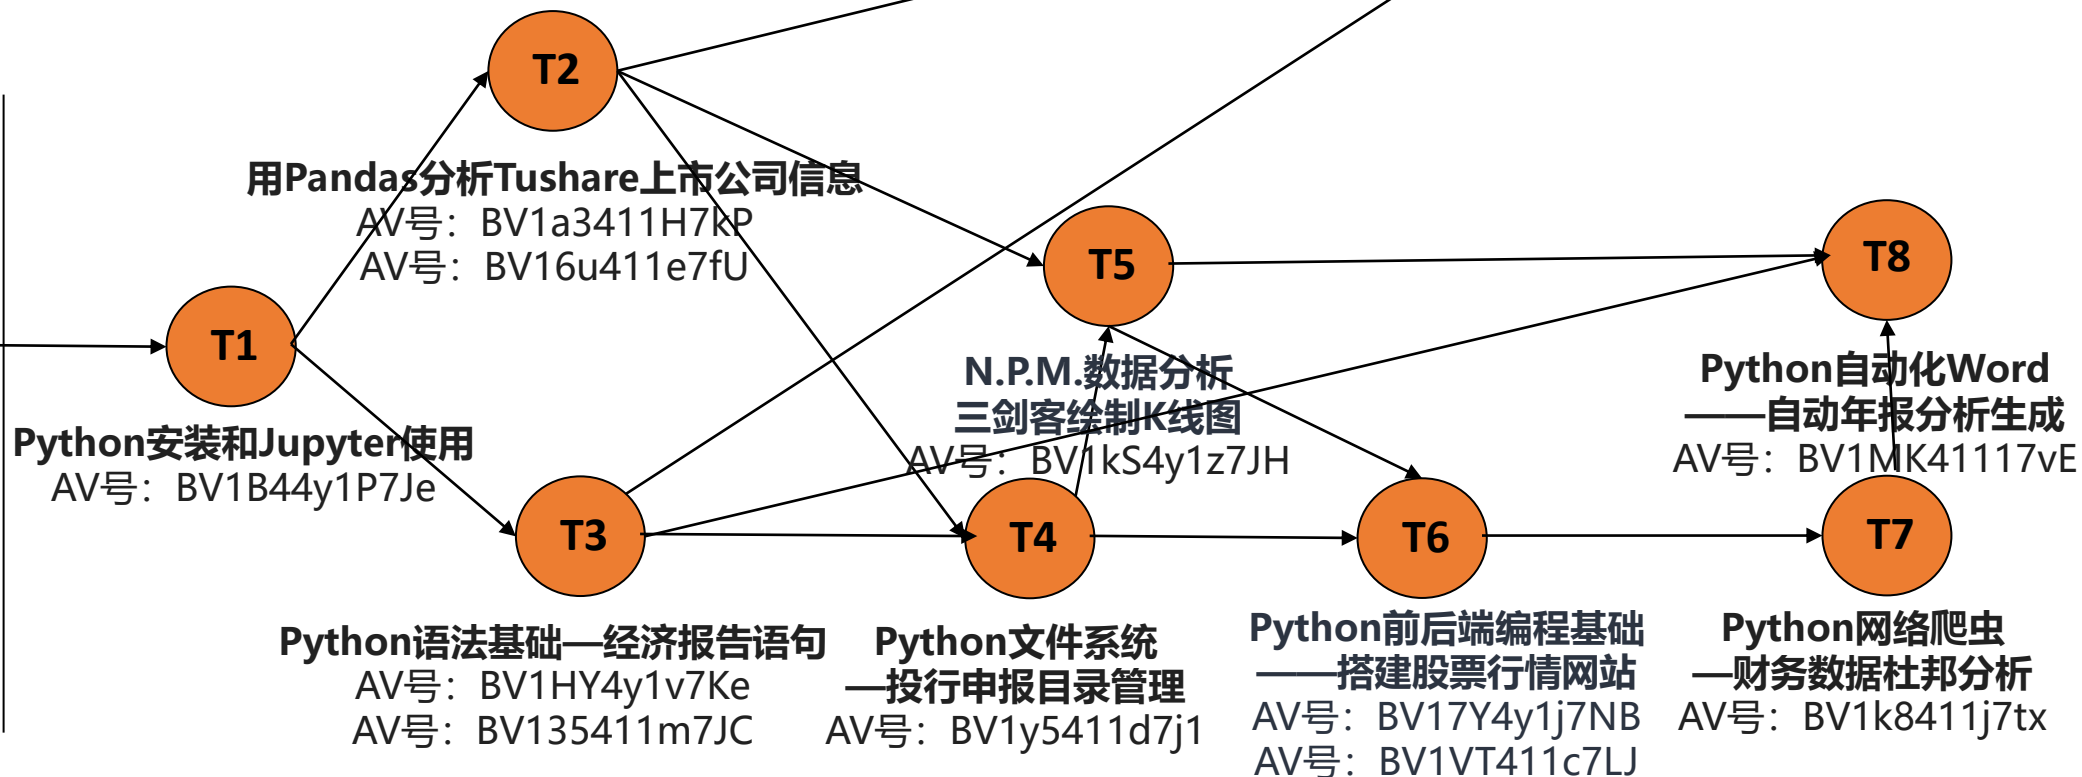 T2
用Pandas分析Tushare上市公司信息
AV号：BV1a3411H7kP
AV号：BV16u411e7fU
T1
Python安装和Jupyter使用
AV号：BV1B44y1P7Je
T5
N.P.M.数据分析
三剑客绘制K线图
AV号：BV1kS4y1z7JH
T8
Python自动化Word
——自动年报分析生成
AV号：BV1MK41117vE
T3
Python语法基础—经济报告语句
AV号：BV1HY4y1v7Ke
AV号：BV135411m7JC
T4
Python文件系统
—投行申报目录管理
AV号：BV1y5411d7j1
T6
Python前后端编程基础
——搭建股票行情网站
AV号：BV17Y4y1j7NB
AV号：BV1VT411c7LJ
T7
Python网络爬虫
—财务数据杜邦分析
AV号：BV1k8411j7tx